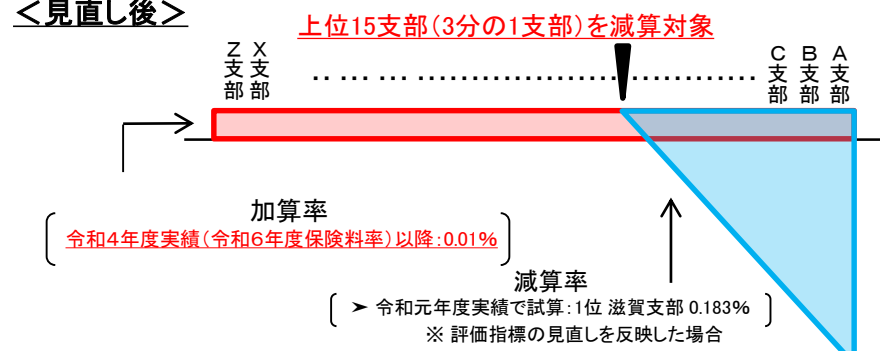 ＜見直し後＞
上位15支部(3分の1支部)を減算対象
Z支部
X支部
‥ … … ………………………………
C支部
B支部
A支部
加算率
令和4年度実績(令和6年度保険料率)以降:0.01%
減算率
➤ 令和元年度実績で試算:1位 滋賀支部 0.183%
※ 評価指標の見直しを反映した場合